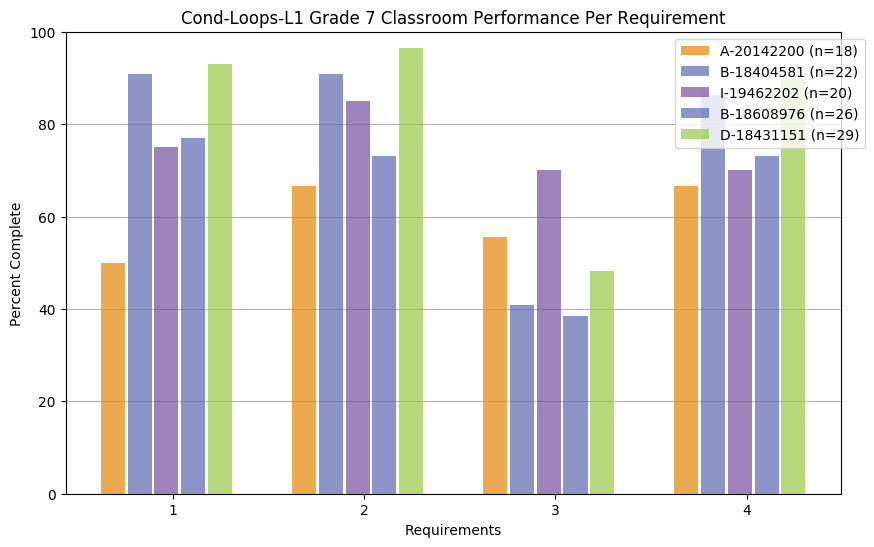 Cond-Loops-L1 Grade 7 Classroom Performance Per Requirement
A-20142200 (n=18)
B-18404581 (n=22)
I-19462202 (n=20)
B-18608976 (n=26)
D-18431151 (n=29)
Percent Complete
100
80
60
40
20
0
1 2 3 4
Requirements